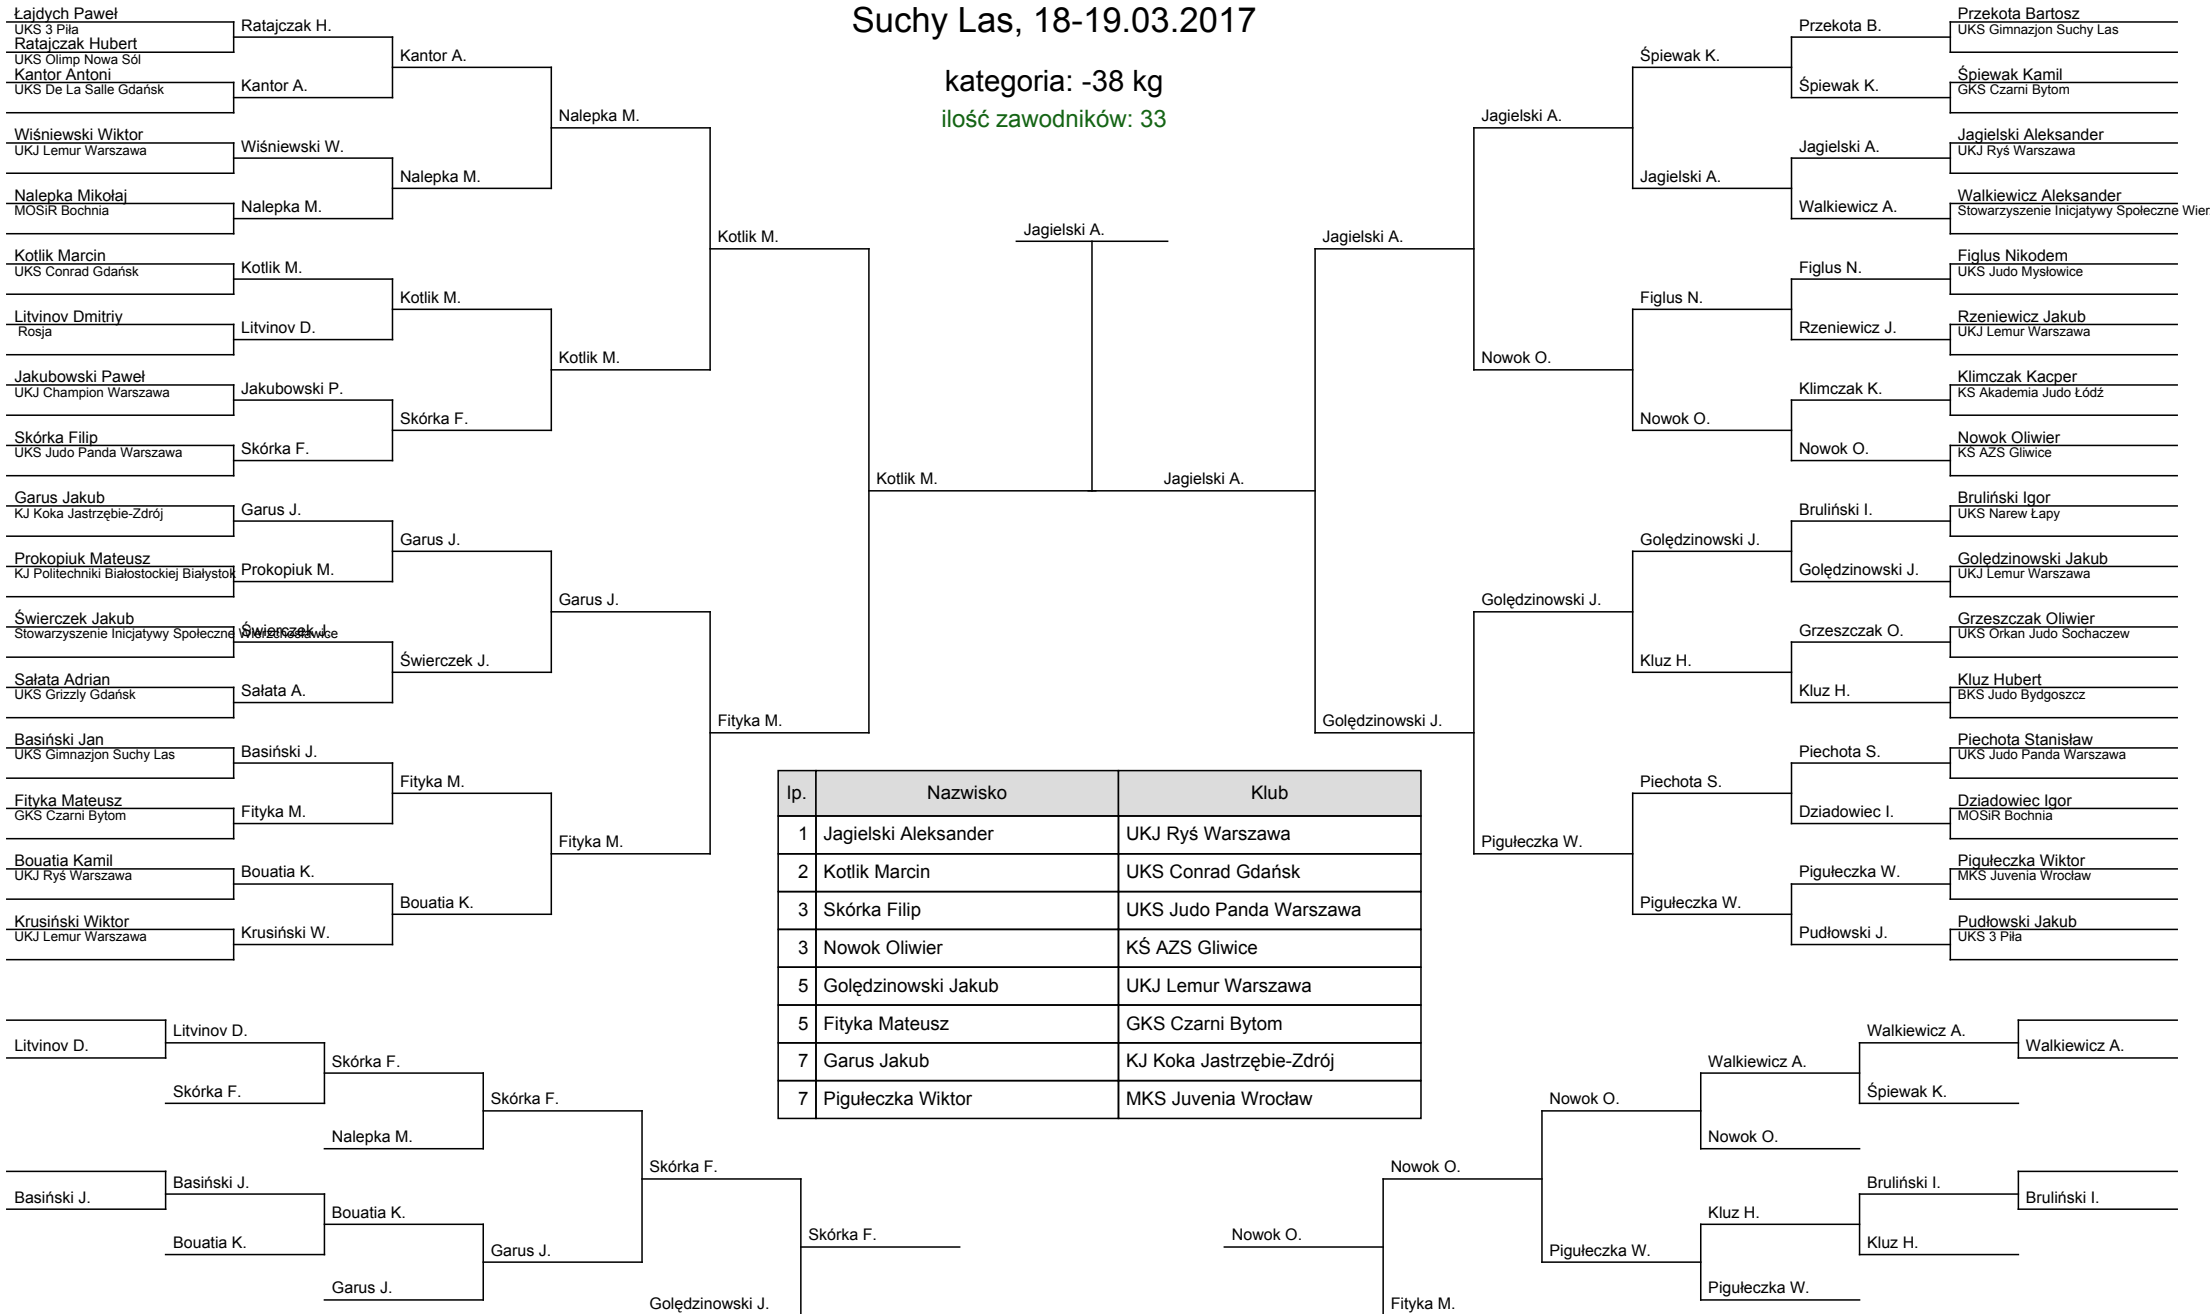 Suchy Las, 18-19.03.2017
kategoria: -38 kg
ilość zawodników: 33
Łajdych Paweł
UKS 3 Piła
Ratajczak Hubert
UKS Olimp Nowa Sól
Kantor Antoni
UKS De La Salle Gdańsk
Wiśniewski Wiktor
UKJ Lemur Warszawa
Nalepka Mikołaj
MOSiR Bochnia
Kotlik Marcin
UKS Conrad Gdańsk
Litvinov Dmitriy
Rosja
Jakubowski Paweł
UKJ Champion Warszawa
Skórka Filip
UKS Judo Panda Warszawa
Garus Jakub
KJ Koka Jastrzębie-Zdrój
Prokopiuk Mateusz
KJ Politechniki Białostockiej Białystok
Świerczek Jakub
Stowarzyszenie Inicjatywy Społeczne Wierzchosławice
Sałata Adrian
UKS Grizzly Gdańsk
Basiński Jan
UKS Gimnazjon Suchy Las
Fityka Mateusz
GKS Czarni Bytom
Bouatia Kamil
UKJ Ryś Warszawa
Krusiński Wiktor
UKJ Lemur Warszawa
Ratajczak H.
Kantor A.
Wiśniewski W.
Nalepka M.
Kotlik M.
Litvinov D.
Jakubowski P.
Skórka F.
Garus J.
Prokopiuk M.
Świerczek J.
Sałata A.
Basiński J.
Fityka M.
Bouatia K.
Krusiński W.
Kantor A.
Nalepka M.
Kotlik M.
Skórka F.
Garus J.
Świerczek J.
Fityka M.
Bouatia K.
Nalepka M.
Kotlik M.
Garus J.
Fityka M.
Kotlik M.
Fityka M.
Kotlik M.
Jagielski A.
Jagielski A.
Jagielski A.
Golędzinowski J.
Jagielski A.
Nowok O.
Golędzinowski J.
Pigułeczka W.
Śpiewak K.
Jagielski A.
Figlus N.
Nowok O.
Golędzinowski J.
Kluz H.
Piechota S.
Pigułeczka W.
Przekota B.
Śpiewak K.
Jagielski A.
Walkiewicz A.
Figlus N.
Rzeniewicz J.
Klimczak K.
Nowok O.
Bruliński I.
Golędzinowski J.
Grzeszczak O.
Kluz H.
Piechota S.
Dziadowiec I.
Pigułeczka W.
Pudłowski J.
Przekota Bartosz
UKS Gimnazjon Suchy Las
Śpiewak Kamil
GKS Czarni Bytom
Jagielski Aleksander
UKJ Ryś Warszawa
Walkiewicz Aleksander
Stowarzyszenie Inicjatywy Społeczne Wier
Figlus Nikodem
UKS Judo Mysłowice
Rzeniewicz Jakub
UKJ Lemur Warszawa
Klimczak Kacper
KS Akademia Judo Łódź
Nowok Oliwier
KŚ AZS Gliwice
Bruliński Igor
UKS Narew Łapy
Golędzinowski Jakub
UKJ Lemur Warszawa
Grzeszczak Oliwier
UKS Orkan Judo Sochaczew
Kluz Hubert
BKS Judo Bydgoszcz
Piechota Stanisław
UKS Judo Panda Warszawa
Dziadowiec Igor
MOSiR Bochnia
Pigułeczka Wiktor
MKS Juvenia Wrocław
Pudłowski Jakub
UKS 3 Piła
lp. Nazwisko Klub
1 Jagielski Aleksander UKJ Ryś Warszawa
2 Kotlik Marcin UKS Conrad Gdańsk
3 Skórka Filip UKS Judo Panda Warszawa
3 Nowok Oliwier KŚ AZS Gliwice
5 Golędzinowski Jakub UKJ Lemur Warszawa
5 Fityka Mateusz GKS Czarni Bytom
7 Garus Jakub KJ Koka Jastrzębie-Zdrój
7 Pigułeczka Wiktor MKS Juvenia Wrocław
Litvinov D.
Basiński J.
Litvinov D.
Skórka F.
Basiński J.
Bouatia K.
Skórka F.
Nalepka M.
Bouatia K.
Garus J.
Skórka F.
Garus J.
Skórka F.
Golędzinowski J.
Skórka F.
Nowok O.
Nowok O.
Fityka M.
Nowok O.
Pigułeczka W.
Walkiewicz A.
Nowok O.
Kluz H.
Pigułeczka W.
Walkiewicz A.
Śpiewak K.
Bruliński I.
Kluz H.
Walkiewicz A.
Bruliński I.